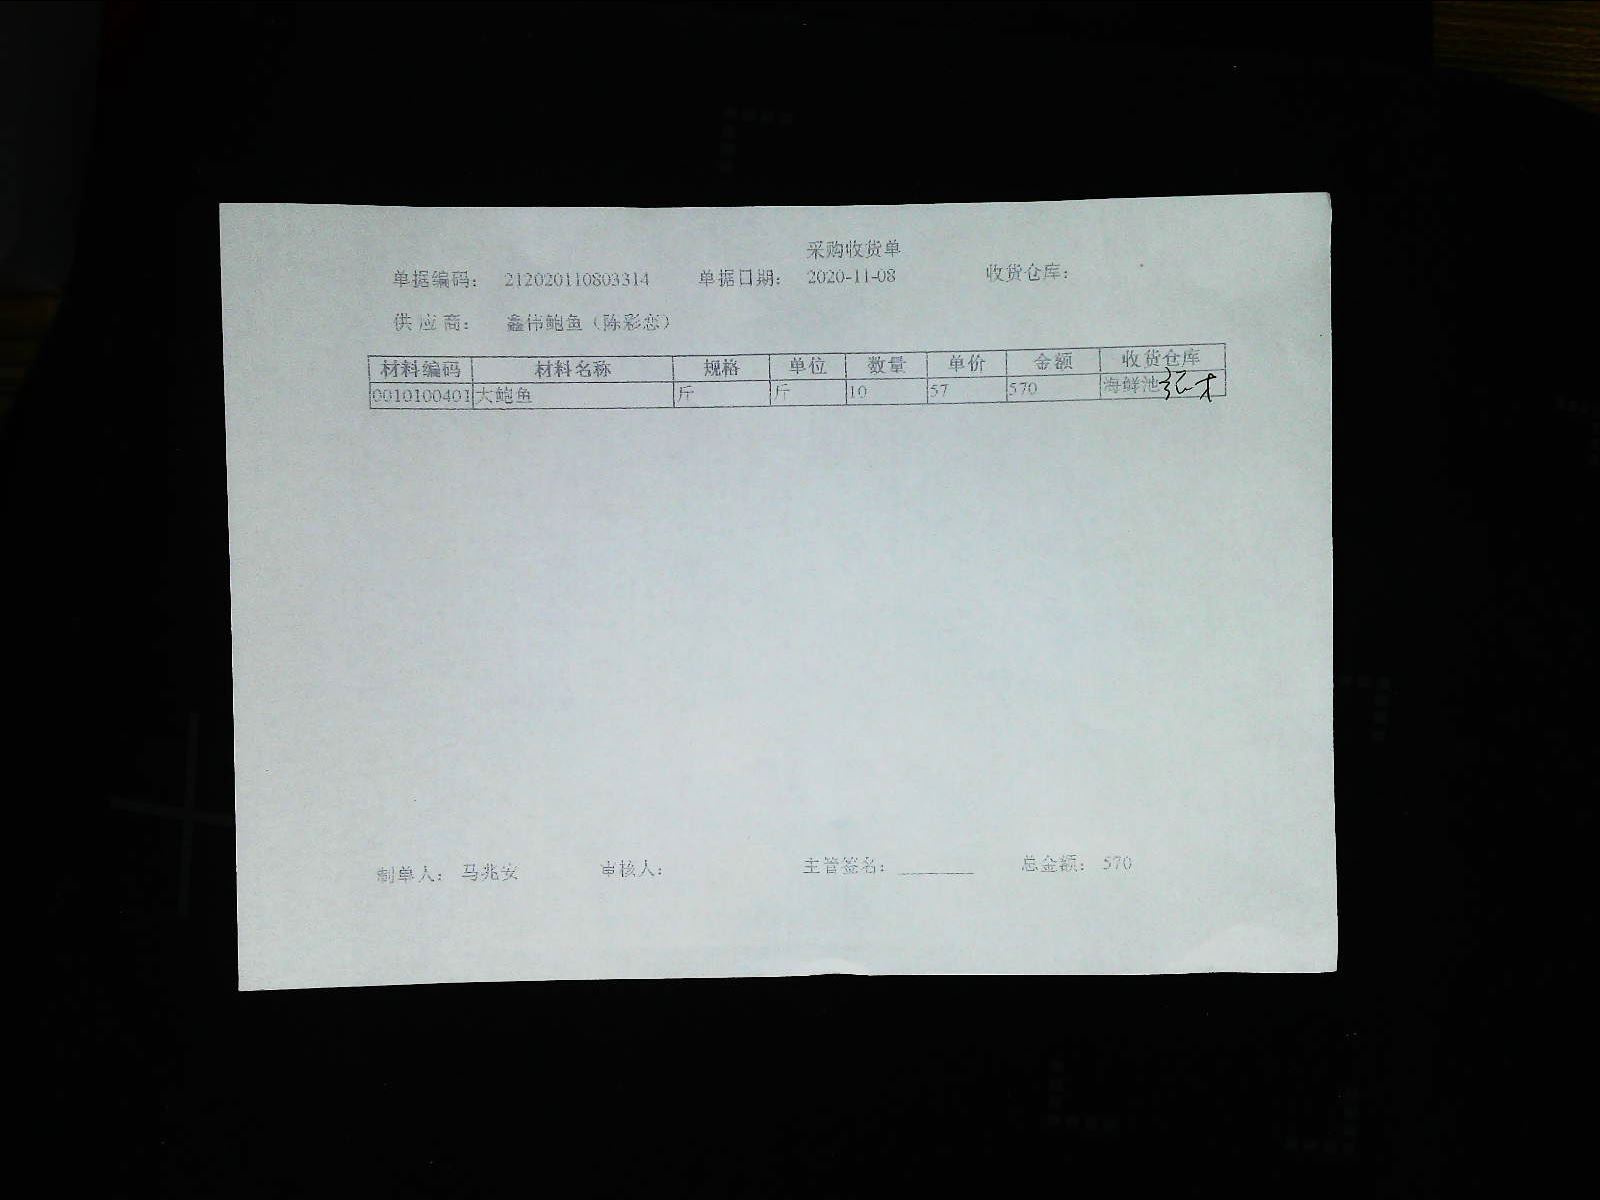 采购收货单
单据编码： 212020110803314 单据日期： 2020-11-08 收货仓库：
供 应 商： 鑫伟鲍鱼（陈彩恋）
材料编码 材料名称 规格 单位 数量 单价 金额 收货仓库
0010100401 大鲍鱼 斤 斤 10 57 570 海鲜池
制单人： 马兆安 审核人： 主管签名： ________ 总金额： 570